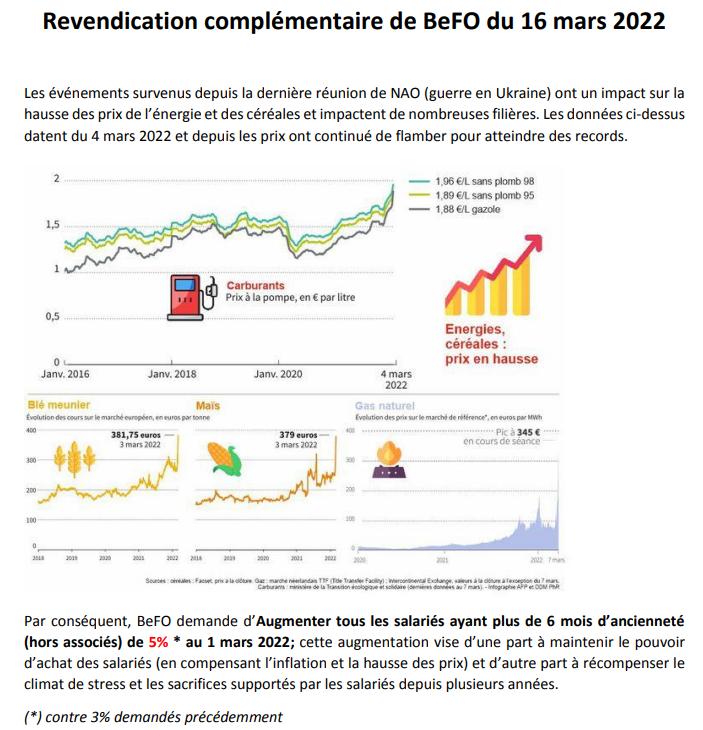 Revendication complémentaire de BeFO du 16 mars 2022
Les événements survenus depuis la dernière réunion de NAO (guerre en Ukraine) ont un impact sur la
hausse des prix de l'énergie et des céréales et impactent de nombreuses filières. Les données ci-dessus
datent du 4 mars 2022 et depuis les prix ont continué de flamber pour atteindre des records.
2
1,5
1
0,5
0
Janv. 2016
Janv. 2018
Janv. 2020
4 mars
2022
1,96 €/L sans plomb 98
1,89 €/L sans plomb 95
1,88 €/L gazole
Carburants
Prix à la pompe, en € par litre
Energies,
céréales :
prix en hausse
Blé meunier
Maïs
Évolution des cours sur le marché européen, en euros par tonne
400
300
200
100
0
2018
2019
2020
2021
2022
381,75 euros
3 mars 2022
400
300
200
100
0
2018
2019
2020
2021
2022
379 euros
3 mars 2022
Gas naturel
Évolution des prix sur le marché de référence*, en euros par MWh
400
300
200
100
0
2020
2021
2022
7 mars
Pic à 345 €
en cours de séance
Sources : céréales : Facset, prix à la clôture. Gaz : marché néerlandais TTF (Title Transfer Facility) ; Intercontinental Exchange, valeurs à la clôture à l'exception du 7 mars.
Carburants : ministère de la Transition écologique et solidaire (dernières données au 7 mars). - Infographie AFP et DDM PhR
Par conséquent, BeFO demande d'Augmenter tous les salariés ayant plus de 6 mois d'ancienneté
(hors associés) de 5% * au 1 mars 2022; cette augmentation vise d'une part à maintenir le pouvoir
d'achat des salariés (en compensant l'inflation et la hausse des prix) et d'autre part à récompenser le
climat de stress et les sacrifices supportés par les salariés depuis plusieurs années.
(*) contre 3% demandés précédemment